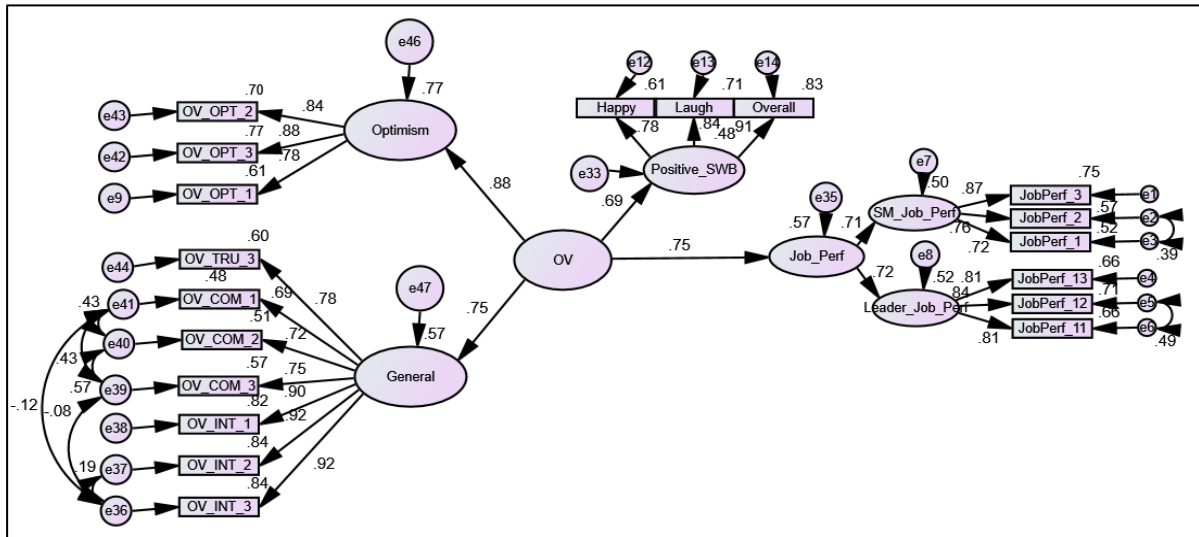 e46
.77
Optimism
.70
e43
OV_OPT_2
.84
.77
e42
OV_OPT_3
.88
.78
.61
e9
OV_OPT_1
.88
e12
e13
e14
.61
.71
.83
Happy
Laugh
Overall
.78
.84
.48
.91
e33
Positive_SWB
.69
OV
.75
e35
.57
Job_Perf
.71
e7
.50
SM_Job_Perf
.87
.75
JobPerf_3
e1
.57
.76
JobPerf_2
e2
.52
.72
JobPerf_1
e3
.39
.72
e8
.52
Leader_Job_Perf
.81
.66
JobPerf_13
e4
.84
.71
JobPerf_12
e5
.66
.81
JobPerf_11
e6
.49
.75
e47
.57
General
.60
e44
OV_TRU_3
.78
.48
e41
OV_COM_1
.69
.43
.51
e40
OV_COM_2
.72
.43
.57
e39
OV_COM_3
.75
.57
.82
.90
e38
OV_INT_1
.92
-.12
-.08
.84
e37
OV_INT_2
.92
.19
.84
e36
OV_INT_3